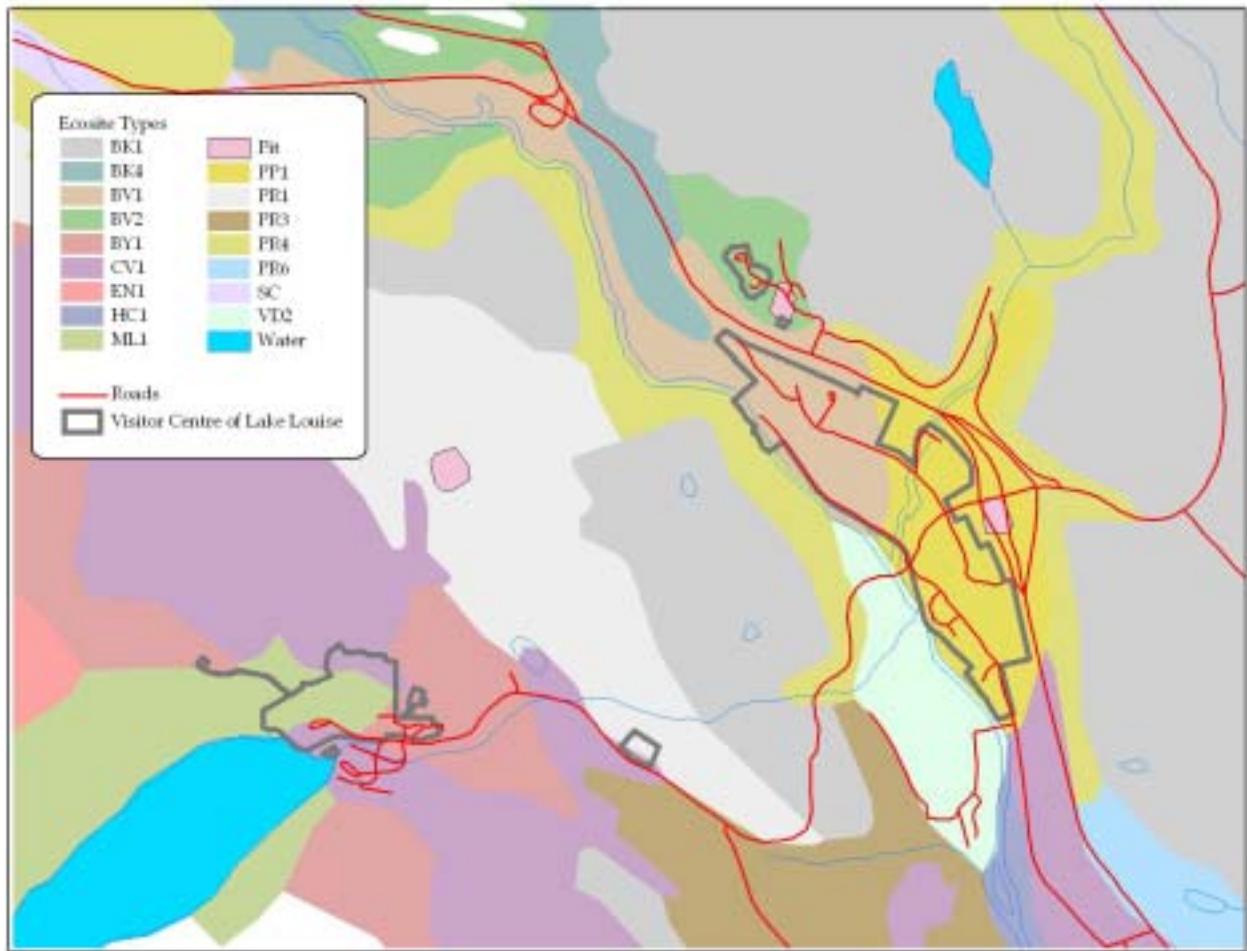 Ecosite Types
BK1
BK4
BV1
BV2
BY1
CV1
EN1
HC1
ML1
Pit
PP1
PR1
PR3
PR4
PR6
SC
VD2
Water
Roads
Visitor Centre of Lake Louise